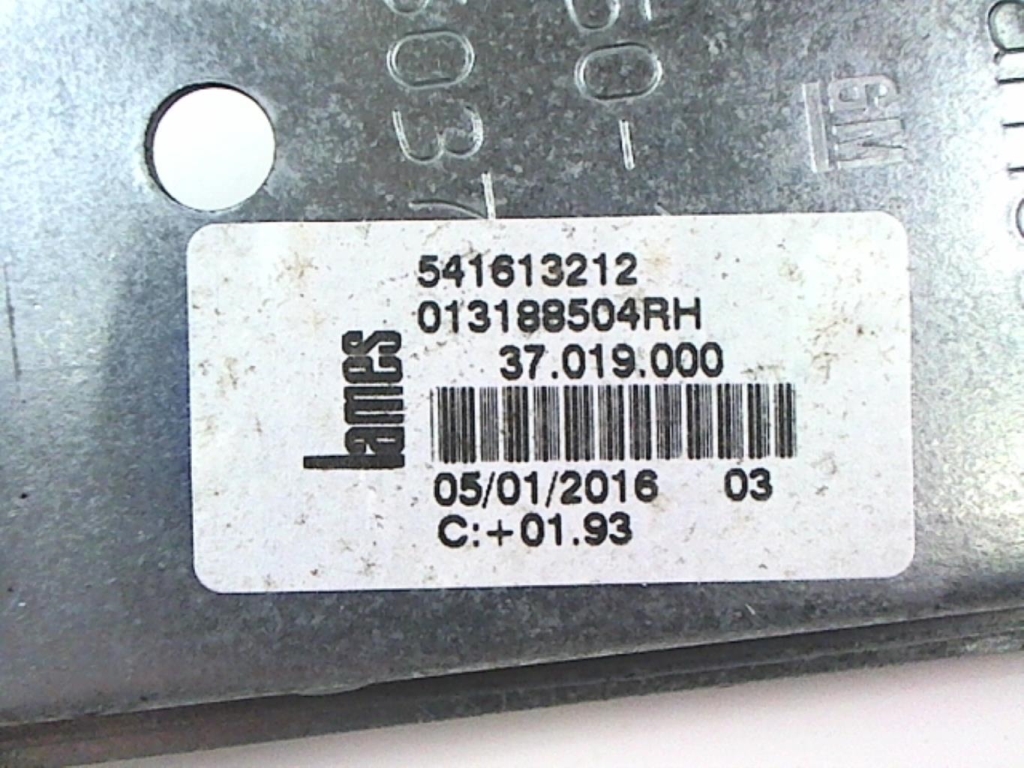 GM
541613212
013188504RH
37.019.000
lames
05/01/2016 03
C:+01.93